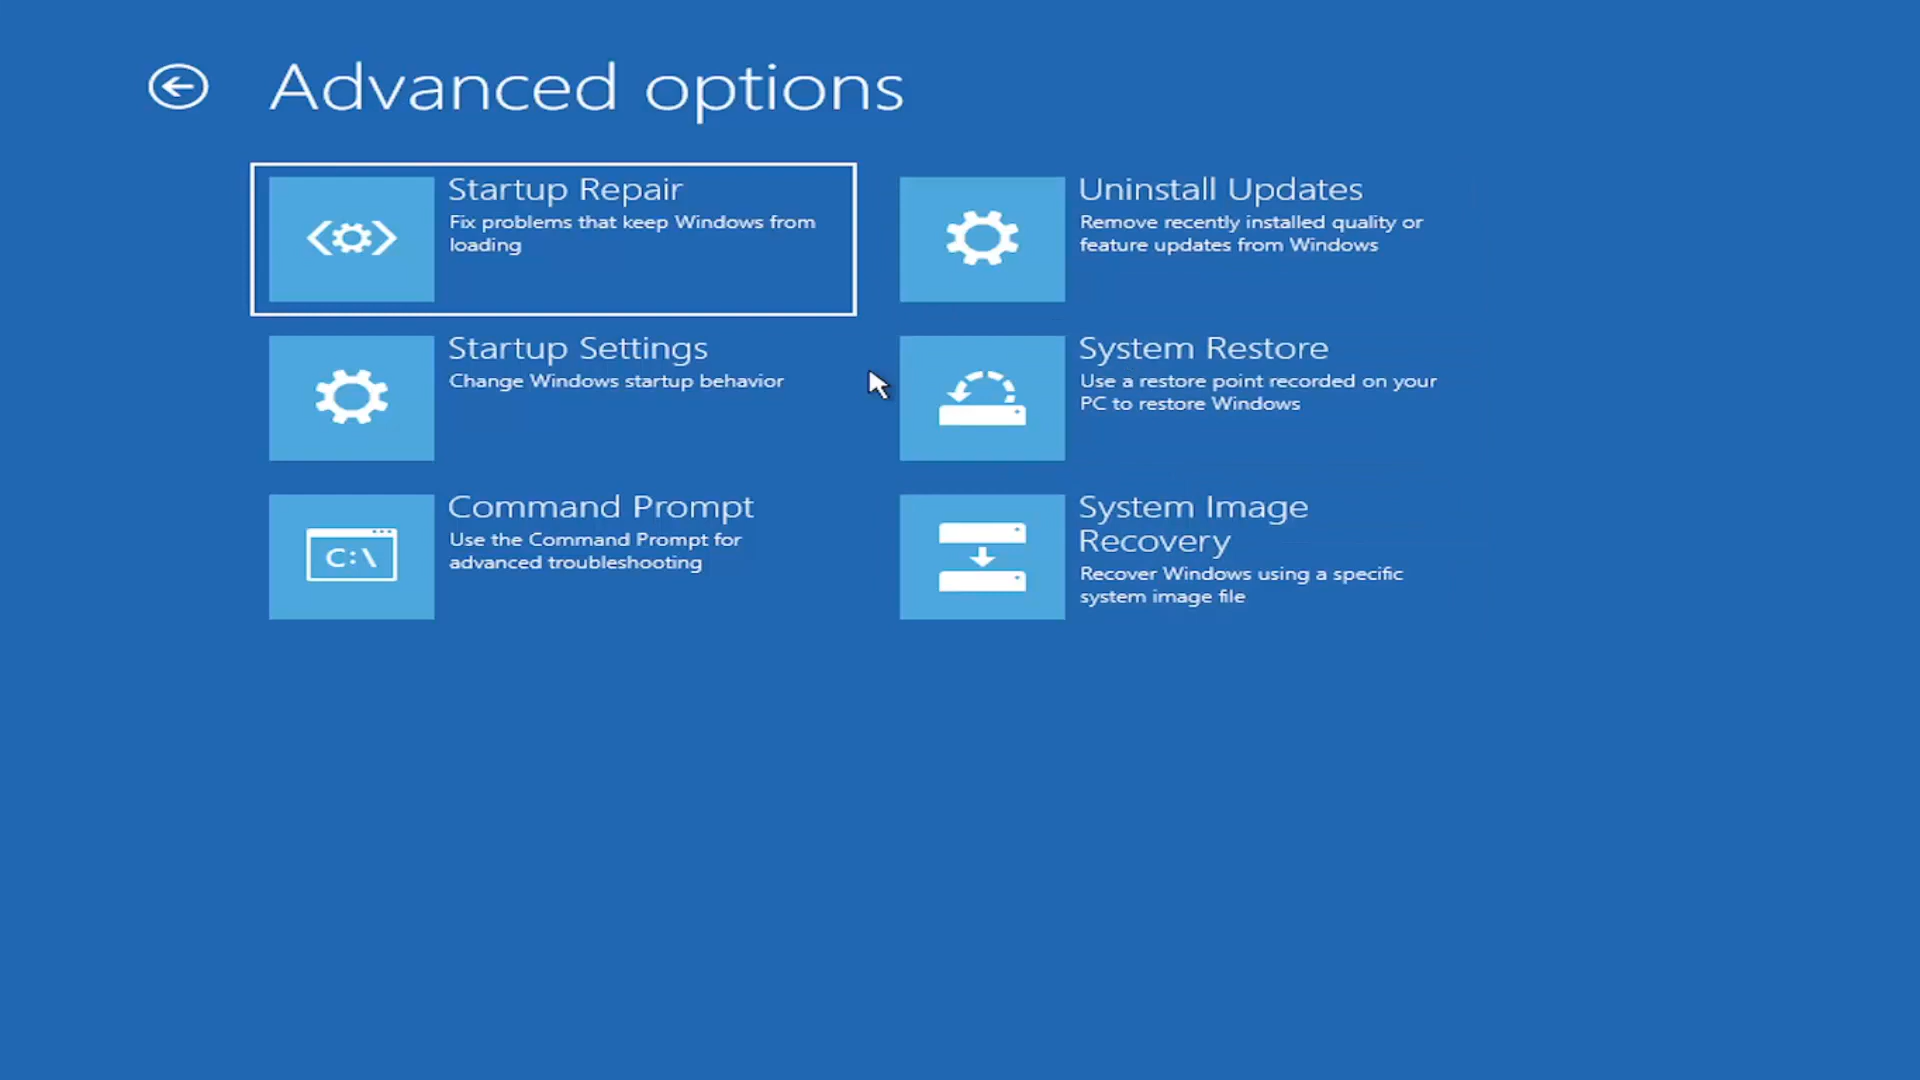 Advanced options
Startup Repair
Fix problems that keep Windows from
loading
Uninstall Updates
Remove recently installed quality or
feature updates from Windows
Startup Settings
Change Windows startup behavior
System Restore
Use a restore point recorded on your
PC to restore Windows
C:\
Command Prompt
Use the Command Prompt for
advanced troubleshooting
System Image
Recovery
Recover Windows using a specific
system image file